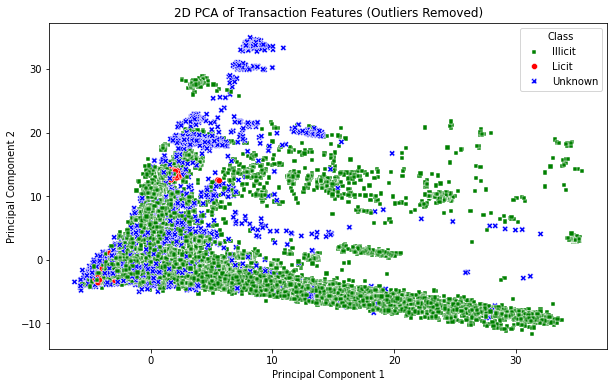 2D PCA of Transaction Features (Outliers Removed)
Class
Illicit
Licit
Unknown
30
20
10
0
−10
Principal Component 2
0
10
20
30
Principal Component 1